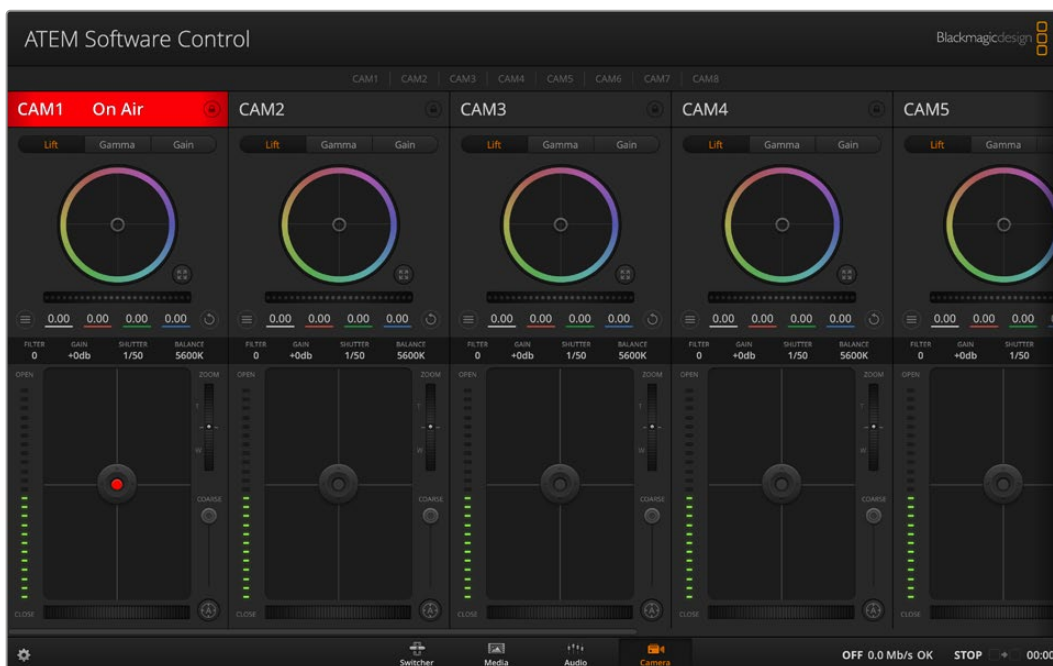 ATEM Software Control
Blackmagicdesign
CAM1 CAM2 CAM3 CAM4 CAM5 CAM6 CAM7 CAM8
CAM1 On Air CAM2 CAM3 CAM4 CAM5
Lift Gamma Gain Lift Gamma Gain Lift Gamma Gain Lift Gamma Gain Lift Gamma
0.00 0.00 0.00 0.00 0.00 0.00 0.00 0.00 0.00 0.00 0.00 0.00 0.00 0.00 0.00 0.00 0.00 0.00 0.00
FILTER GAIN SHUTTER BALANCE FILTER GAIN SHUTTER BALANCE FILTER GAIN SHUTTER BALANCE FILTER GAIN SHUTTER BALANCE FILTER GAIN SHUTTER
0 +0db 1/50 5600K 0 +0db 1/50 5600K 0 +0db 1/50 5600K 0 +0db 1/50 5600K 0 +0db 1/50
OPEN ZOOM OPEN ZOOM OPEN ZOOM OPEN ZOOM OPEN
T T T T
W W W W
COARSE COARSE COARSE COARSE
CLOSE A CLOSE A CLOSE A CLOSE A CLOSE
Switcher Media Audio Camera OFF 0.0 Mb/s OK STOP 00:00